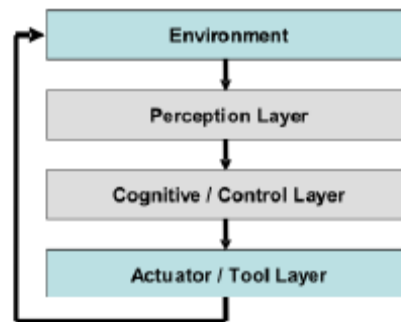 Environment
Perception Layer
Cognitive / Control Layer
Actuator / Tool Layer